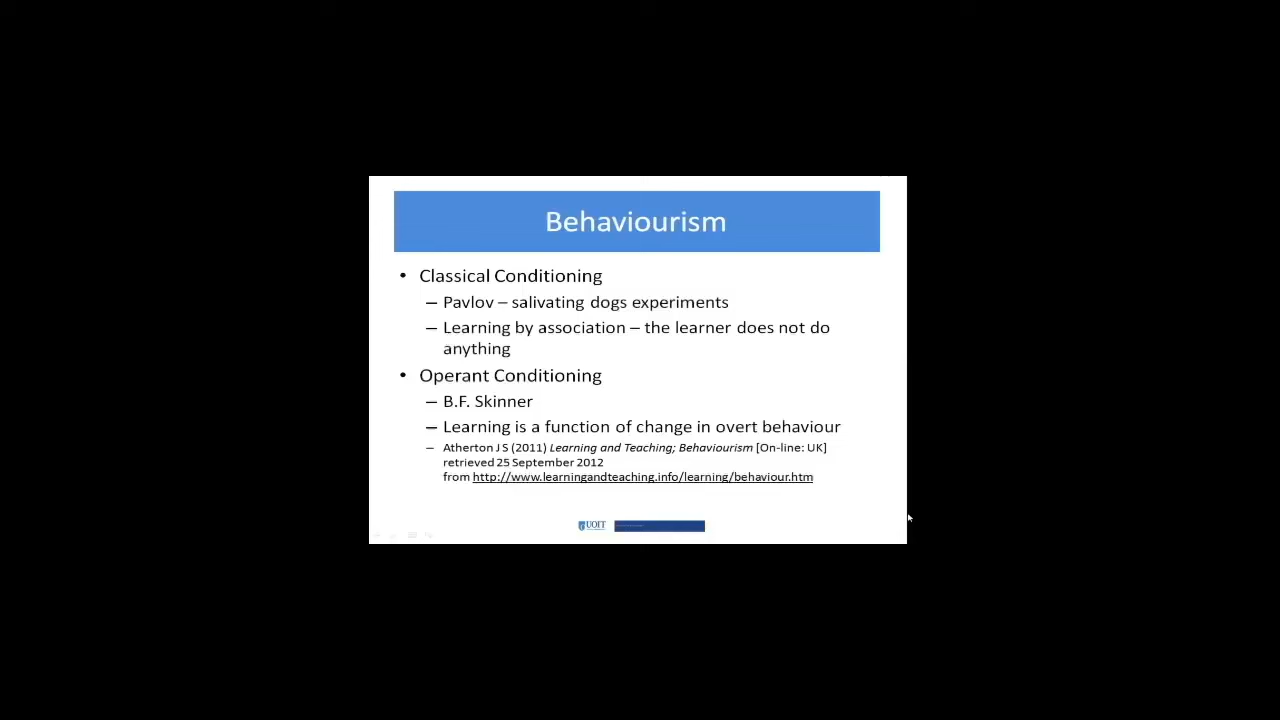 Behaviourism
• Classical Conditioning
– Pavlov – salivating dogs experiments
– Learning by association – the learner does not do
anything
• Operant Conditioning
– B.F. Skinner
– Learning is a function of change in overt behaviour
– Atherton J S (2011) Learning and Teaching; Behaviourism [On-line: UK]
retrieved 25 September 2012
from http://www.learningandteaching.info/learning/behaviour.htm
UOIT